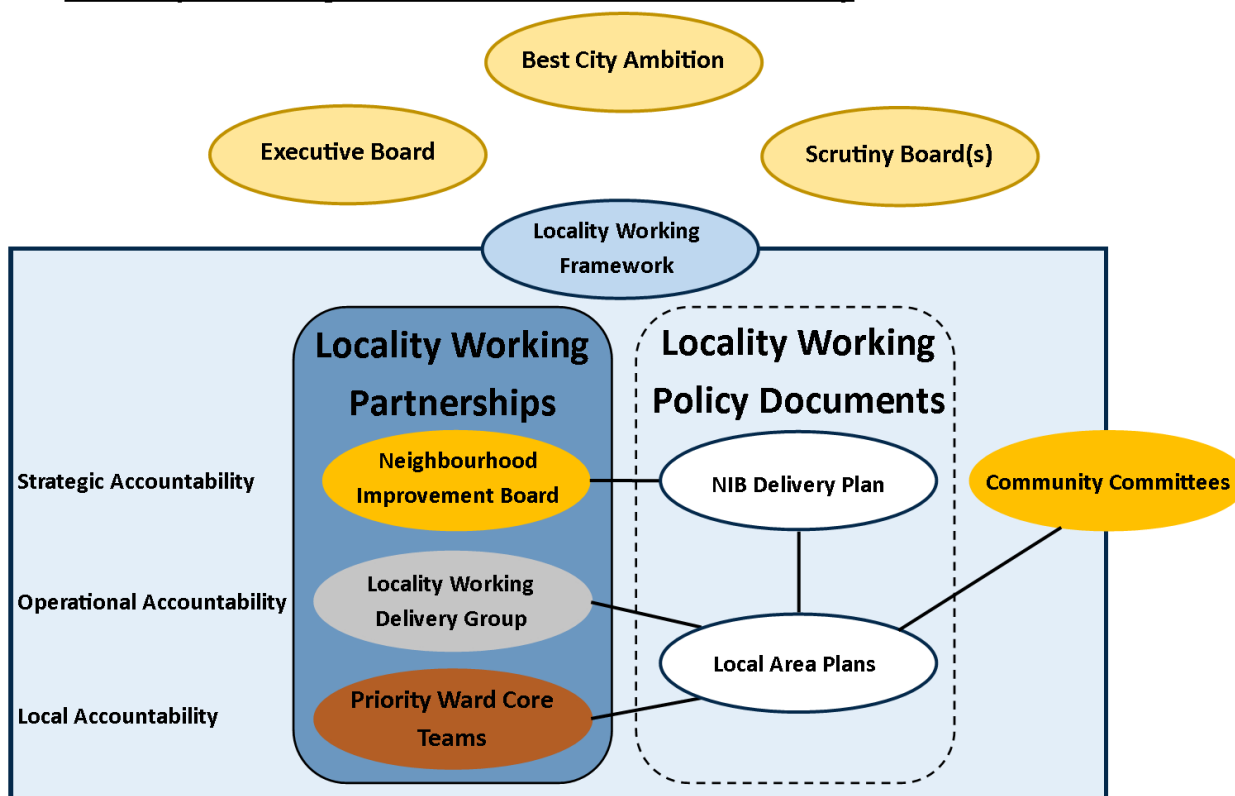 Best City Ambition
Executive Board
Scrutiny Board(s)
Locality Working
Framework
Locality Working
Partnerships
Locality Working
Policy Documents
Strategic Accountability
Neighbourhood
Improvement Board
NIB Delivery Plan
Community Committees
Operational Accountability
Locality Working
Delivery Group
Local Area Plans
Local Accountability
Priority Ward Core
Teams